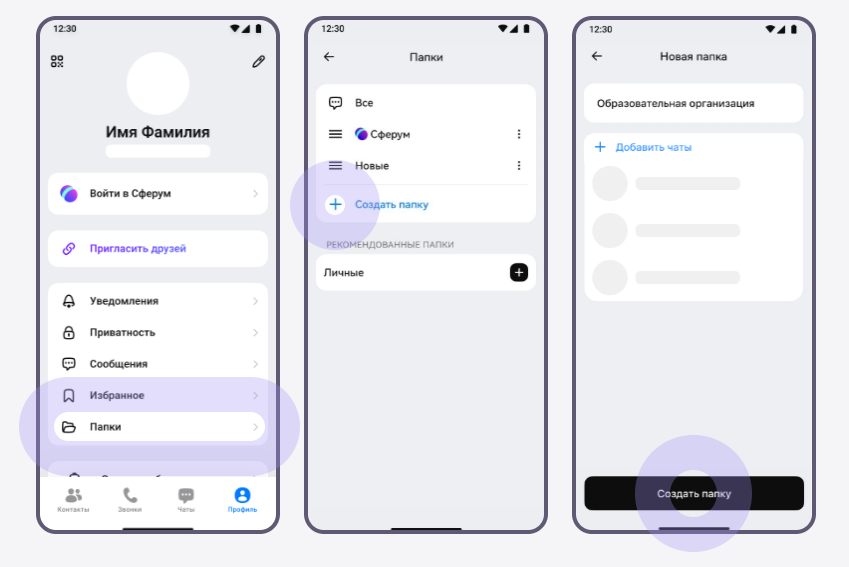 12:30
Имя Фамилия
Войти в Сферум
Пригласить друзей
Уведомления
Приватность
Сообщения
Избранное
Папки
Контакты
Звонки
Чаты
Профиль
12:30
Папки
Все
Сферум
Новые
Создать папку
РЕКОМЕНДОВАННЫЕ ПАПКИ
Личные
12:30
Новая папка
Образовательная организация
Добавить чаты
Создать папку